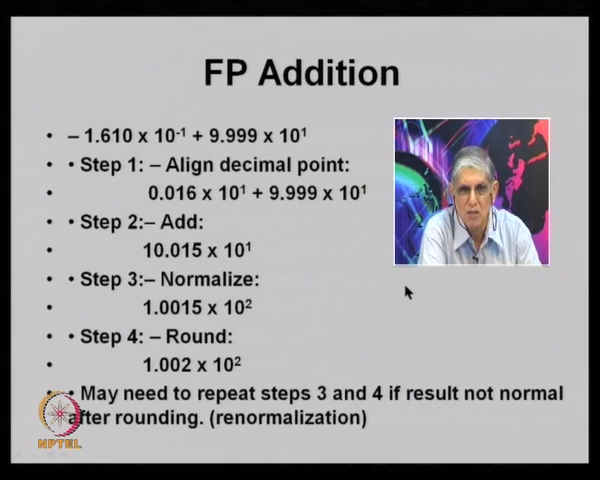 FP Addition
• – 1.610 x 10⁻¹ + 9.999 x 10¹
• • Step 1: – Align decimal point:
• 0.016 x 10¹ + 9.999 x 10¹
• • Step 2:– Add:
• 10.015 x 10¹
• • Step 3:– Normalize:
• 1.0015 x 10²
• • Step 4: – Round:
• 1.002 x 10²
• • May need to repeat steps 3 and 4 if result not normal
after rounding. (renormalization)
NPTEL